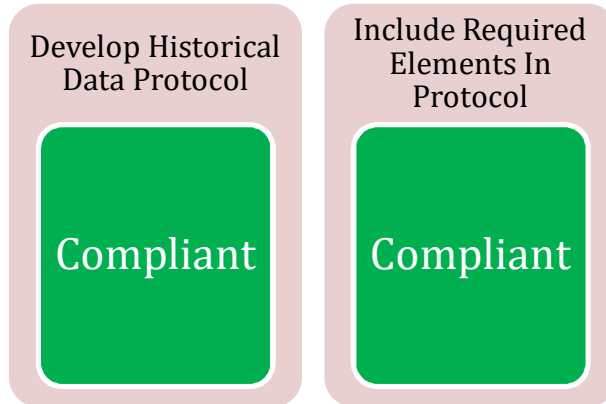 Develop Historical
Data Protocol
Compliant
Include Required
Elements In
Protocol
Compliant